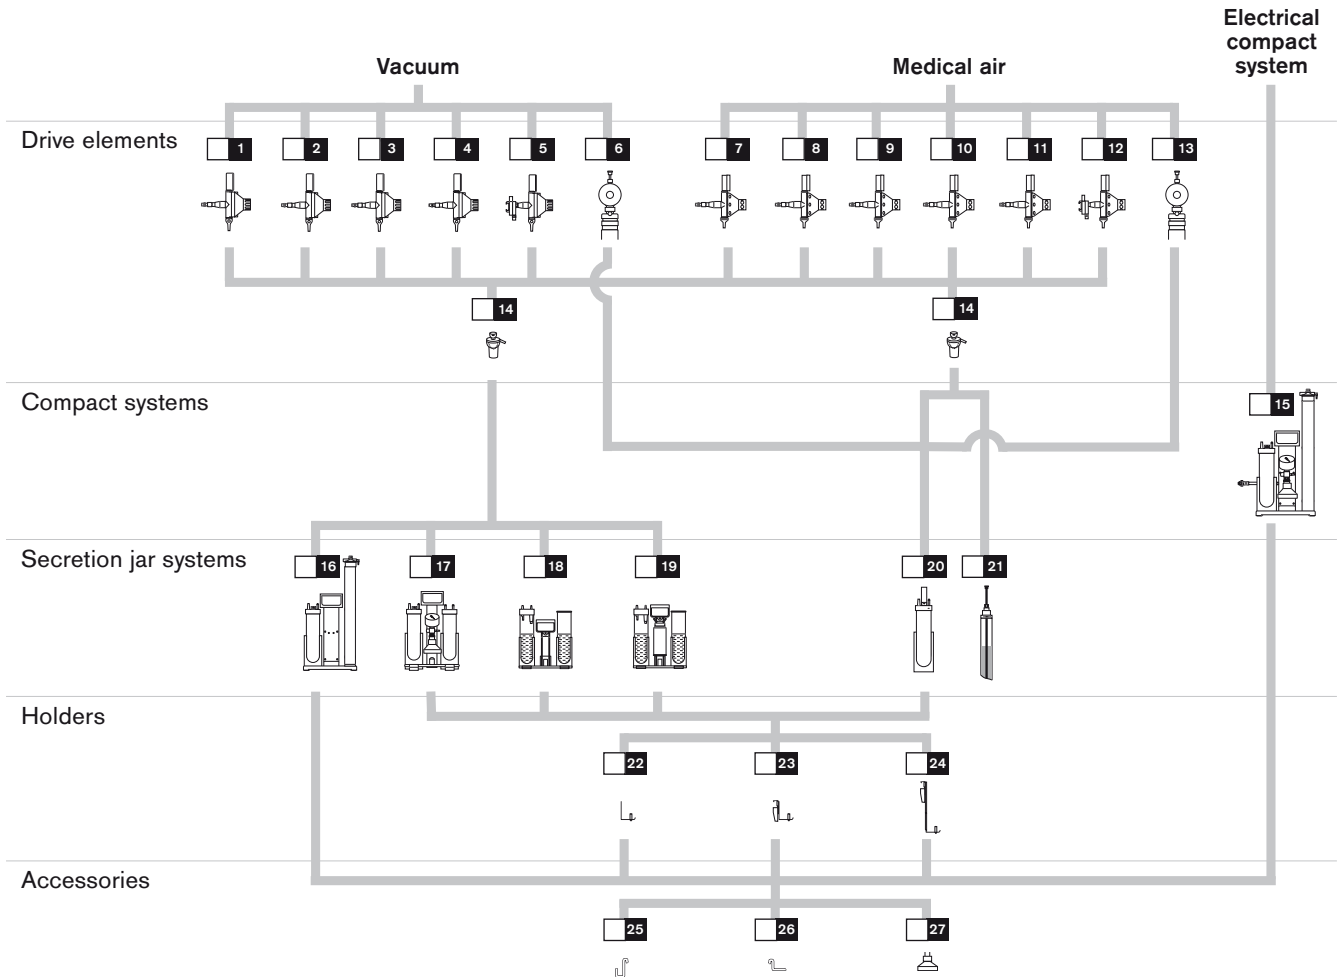 Electrical
compact
system
Vacuum
Medical air
Drive elements
1 2 3 4 5 6 7 8 9 10 11 12 13
14 14
Compact systems
15
Secretion jar systems
16 17 18 19 20 21
Holders
22 23 24
Accessories
25 26 27